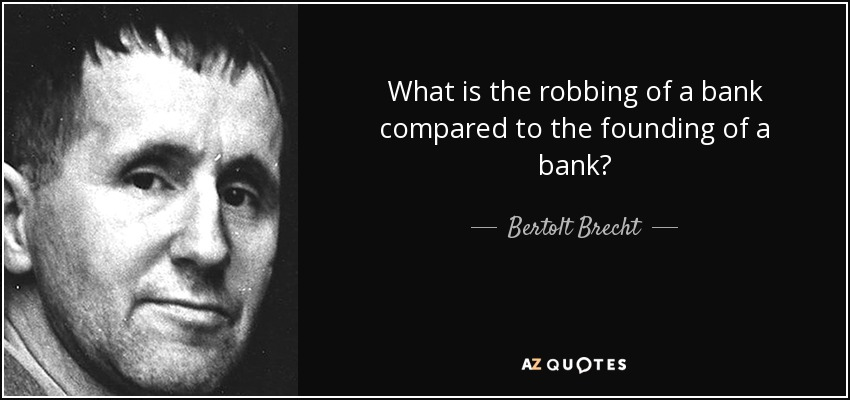 What is the robbing of a bank
compared to the founding of a
bank?
Bertolt Brecht
AZ QUOTES